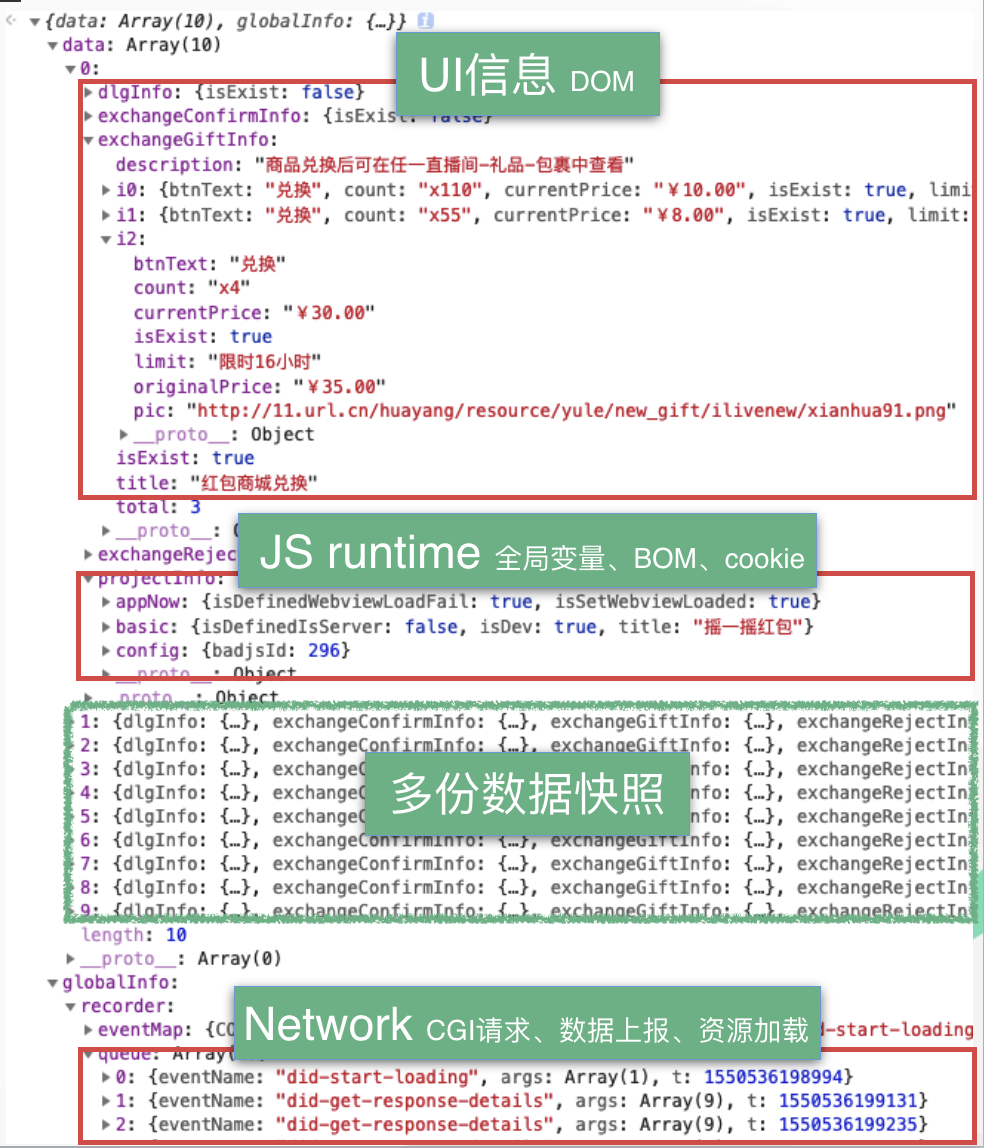 {data: Array(10), globalInfo: {…}}
data: Array(10)
0:
UI信息 DOM
dlgInfo: {isExist: false}
exchangeConfirmInfo: {isExist: false}
exchangeGiftInfo:
description: "商品兑换后可在任一直播间-礼品-包裹中查看"
i0: {btnText: "兑换", count: "x110", currentPrice: "￥10.00", isExist: true, limi
i1: {btnText: "兑换", count: "x55", currentPrice: "￥8.00", isExist: true, limit:
i2:
btnText: "兑换"
count: "x4"
currentPrice: "￥30.00"
isExist: true
limit: "限时16小时"
originalPrice: "￥35.00"
pic: "http://11.url.cn/huayang/resource/yule/new_gift/ilivenew/xianhua91.png"
__proto__: Object
isExist: true
title: "红包商城兑换"
total: 3
__proto__:
JS runtime 全局变量、BOM、cookie
exchangeRejec
projectInfo:
appNow: {isDefinedWebviewLoadFail: true, isSetWebviewLoaded: true}
basic: {isDefinedIsServer: false, isDev: true, title: "摇一摇红包"}
config: {badjsId: 296}
__proto__: Object
__proto__: Object
1: {dlgInfo: {…}, exchangeConfirmInfo: {…}, exchangeGiftInfo: {…}, exchangeRejectIn
2: {dlgInfo: {…}, exchangeConfirmInfo: {…}, exchangeGiftInfo: {…}, exchangeRejectIn
3: {dlgInfo: {…}, exchangeC nfo: {…}, exchangeRejectIn
4: {dlgInfo: {…}, exchangeC nfo: {…}, exchangeRejectIn
多份数据快照
5: {dlgInfo: {…}, exchangeC nfo: {…}, exchangeRejectIn
6: {dlgInfo: {…}, exchangeConfirmInfo: {…}, exchangeGiftInfo: {…}, exchangeRejectIn
7: {dlgInfo: {…}, exchangeConfirmInfo: {…}, exchangeGiftInfo: {…}, exchangeRejectIn
8: {dlgInfo: {…}, exchangeConfirmInfo: {…}, exchangeGiftInfo: {…}, exchangeRejectIn
9: {dlgInfo: {…}, exchangeConfirmInfo: {…}, exchangeGiftInfo: {…}, exchangeRejectIn
length: 10
__proto__: Array(0)
globalInfo:
recorder:
Network CGI请求、数据上报、资源加载
eventMap: {CO d-start-loading
queue: Array
0: {eventName: "did-start-loading", args: Array(1), t: 1550536198994}
1: {eventName: "did-get-response-details", args: Array(9), t: 1550536199131}
2: {eventName: "did-get-response-details", args: Array(9), t: 1550536199235}